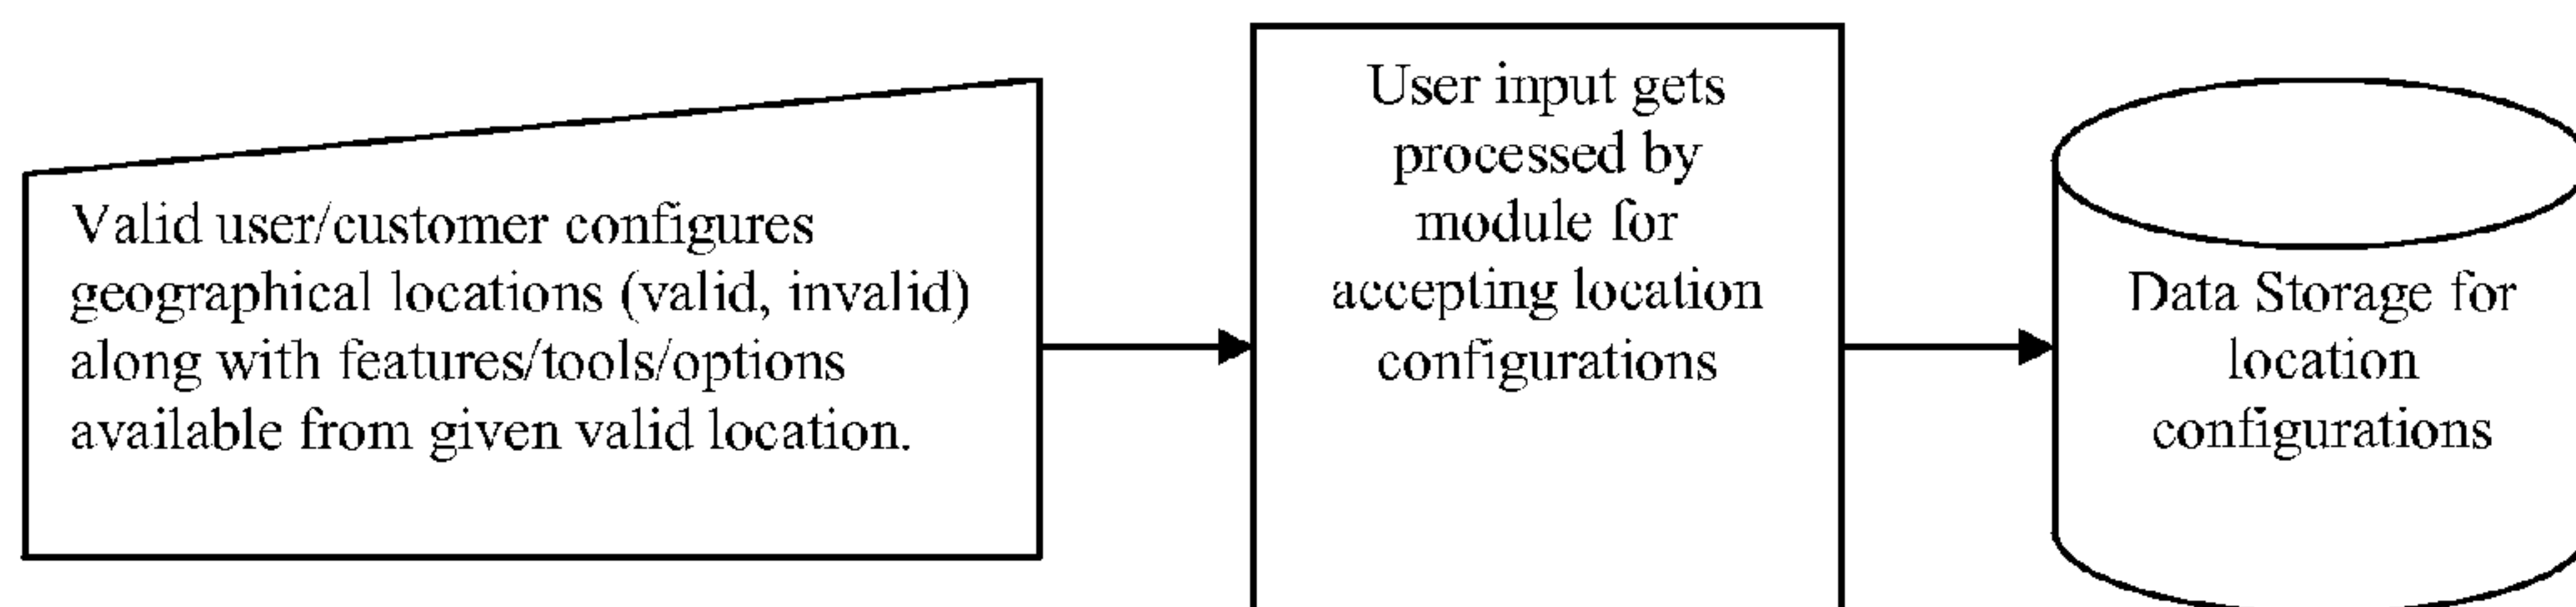 Valid user/customer configures
geographical locations (valid, invalid)
along with features/tools/options
available from given valid location.
User input gets
processed by
module for
accepting location
configurations
Data Storage for
location
configurations